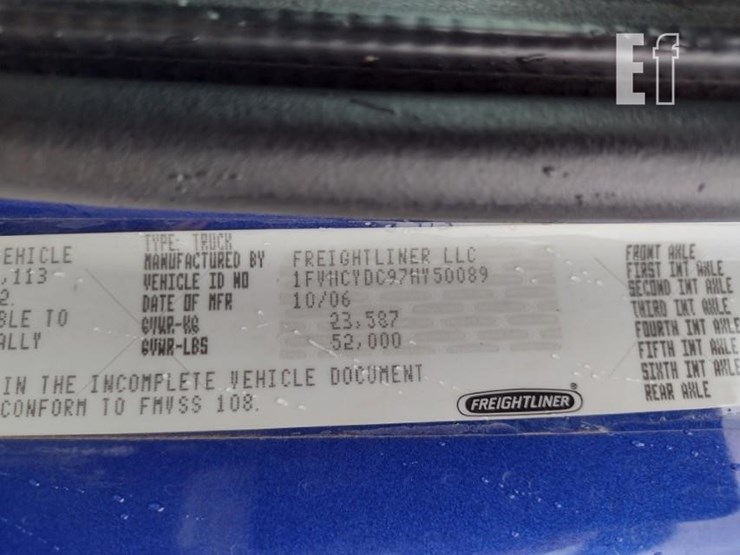 Ef
EHICLE
,113
2.
BLE TO
ALLY
TYPE: TRUCK
MANUFACTURED BY FREIGHTLINER LLC
VEHICLE ID NO 1FVHCYDC97HY50089
DATE OF MFR 10/06
GVWR-KG 23,587
GVWR-LBS 52,000
IN THE INCOMPLETE VEHICLE DOCUMENT
CONFORM TO FMVSS 108.
FREIGHTLINER®
FRONT AXLE
FIRST INT AXLE
SECOND INT AXLE
THIRD INT AXLE
FOURTH INT AXLE
FIFTH INT AXLE
SIXTH INT AXLE
REAR AXLE